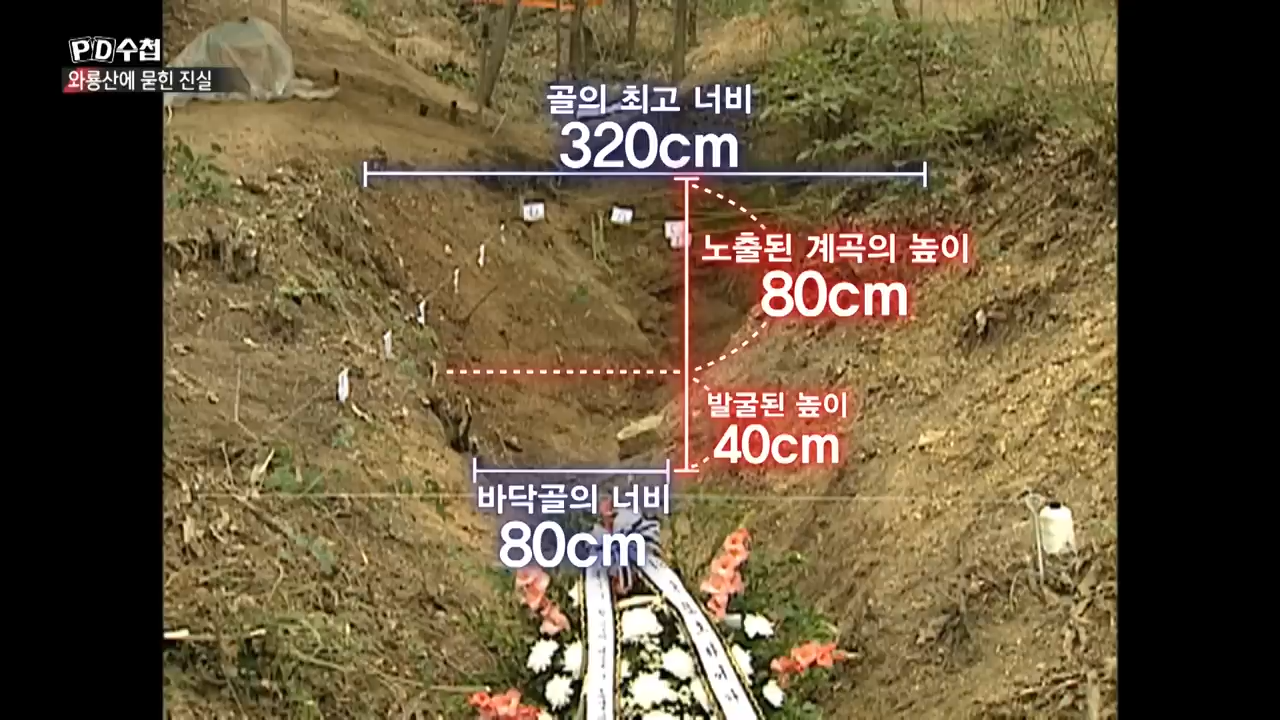 PD수첩
와룡산에 묻힌 진실
골의 최고 너비
320cm
노출된 계곡의 높이
80cm
발굴된 높이
40cm
바닥골의 너비
80cm